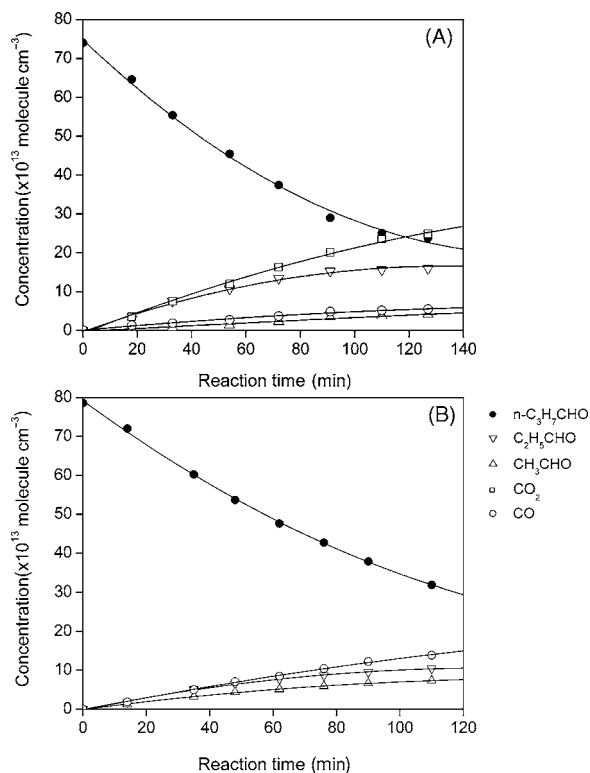 (A)
Concentration(x10¹³ molecule cm⁻³)
80
70
60
50
40
30
20
10
0
0 20 40 60 80 100 120 140
Reaction time (min)
(B)
Concentration(x10¹³ molecule cm⁻³)
80
70
60
50
40
30
20
10
0
0 20 40 60 80 100 120
Reaction time (min)
n-C₃H₇CHO
C₂H₅CHO
CH₃CHO
CO₂
CO